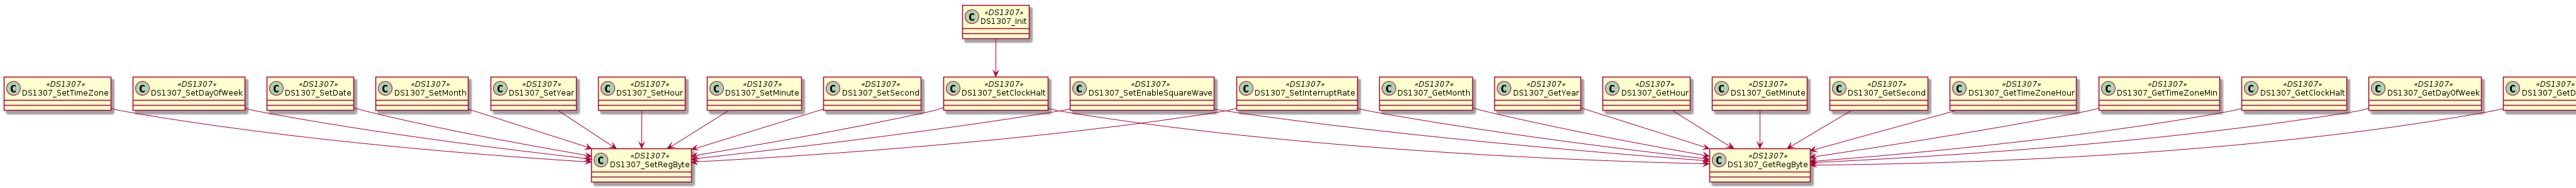 C «DS1307»
DS1307_Init
C «DS1307»
DS1307_SetTimeZone
C «DS1307»
DS1307_SetDayOfWeek
C «DS1307»
DS1307_SetDate
C «DS1307»
DS1307_SetMonth
C «DS1307»
DS1307_SetYear
C «DS1307»
DS1307_SetHour
C «DS1307»
DS1307_SetMinute
C «DS1307»
DS1307_SetSecond
C «DS1307»
DS1307_SetClockHalt
C «DS1307»
DS1307_SetEnableSquareWave
C «DS1307»
DS1307_SetInterruptRate
C «DS1307»
DS1307_GetMonth
C «DS1307»
DS1307_GetYear
C «DS1307»
DS1307_GetHour
C «DS1307»
DS1307_GetMinute
C «DS1307»
DS1307_GetSecond
C «DS1307»
DS1307_GetTimeZoneHour
C «DS1307»
DS1307_GetTimeZoneMin
C «DS1307»
DS1307_GetClockHalt
C «DS1307»
DS1307_GetDayOfWeek
C «DS1307»
DS1307_GetD
C «DS1307»
DS1307_SetRegByte
C «DS1307»
DS1307_GetRegByte